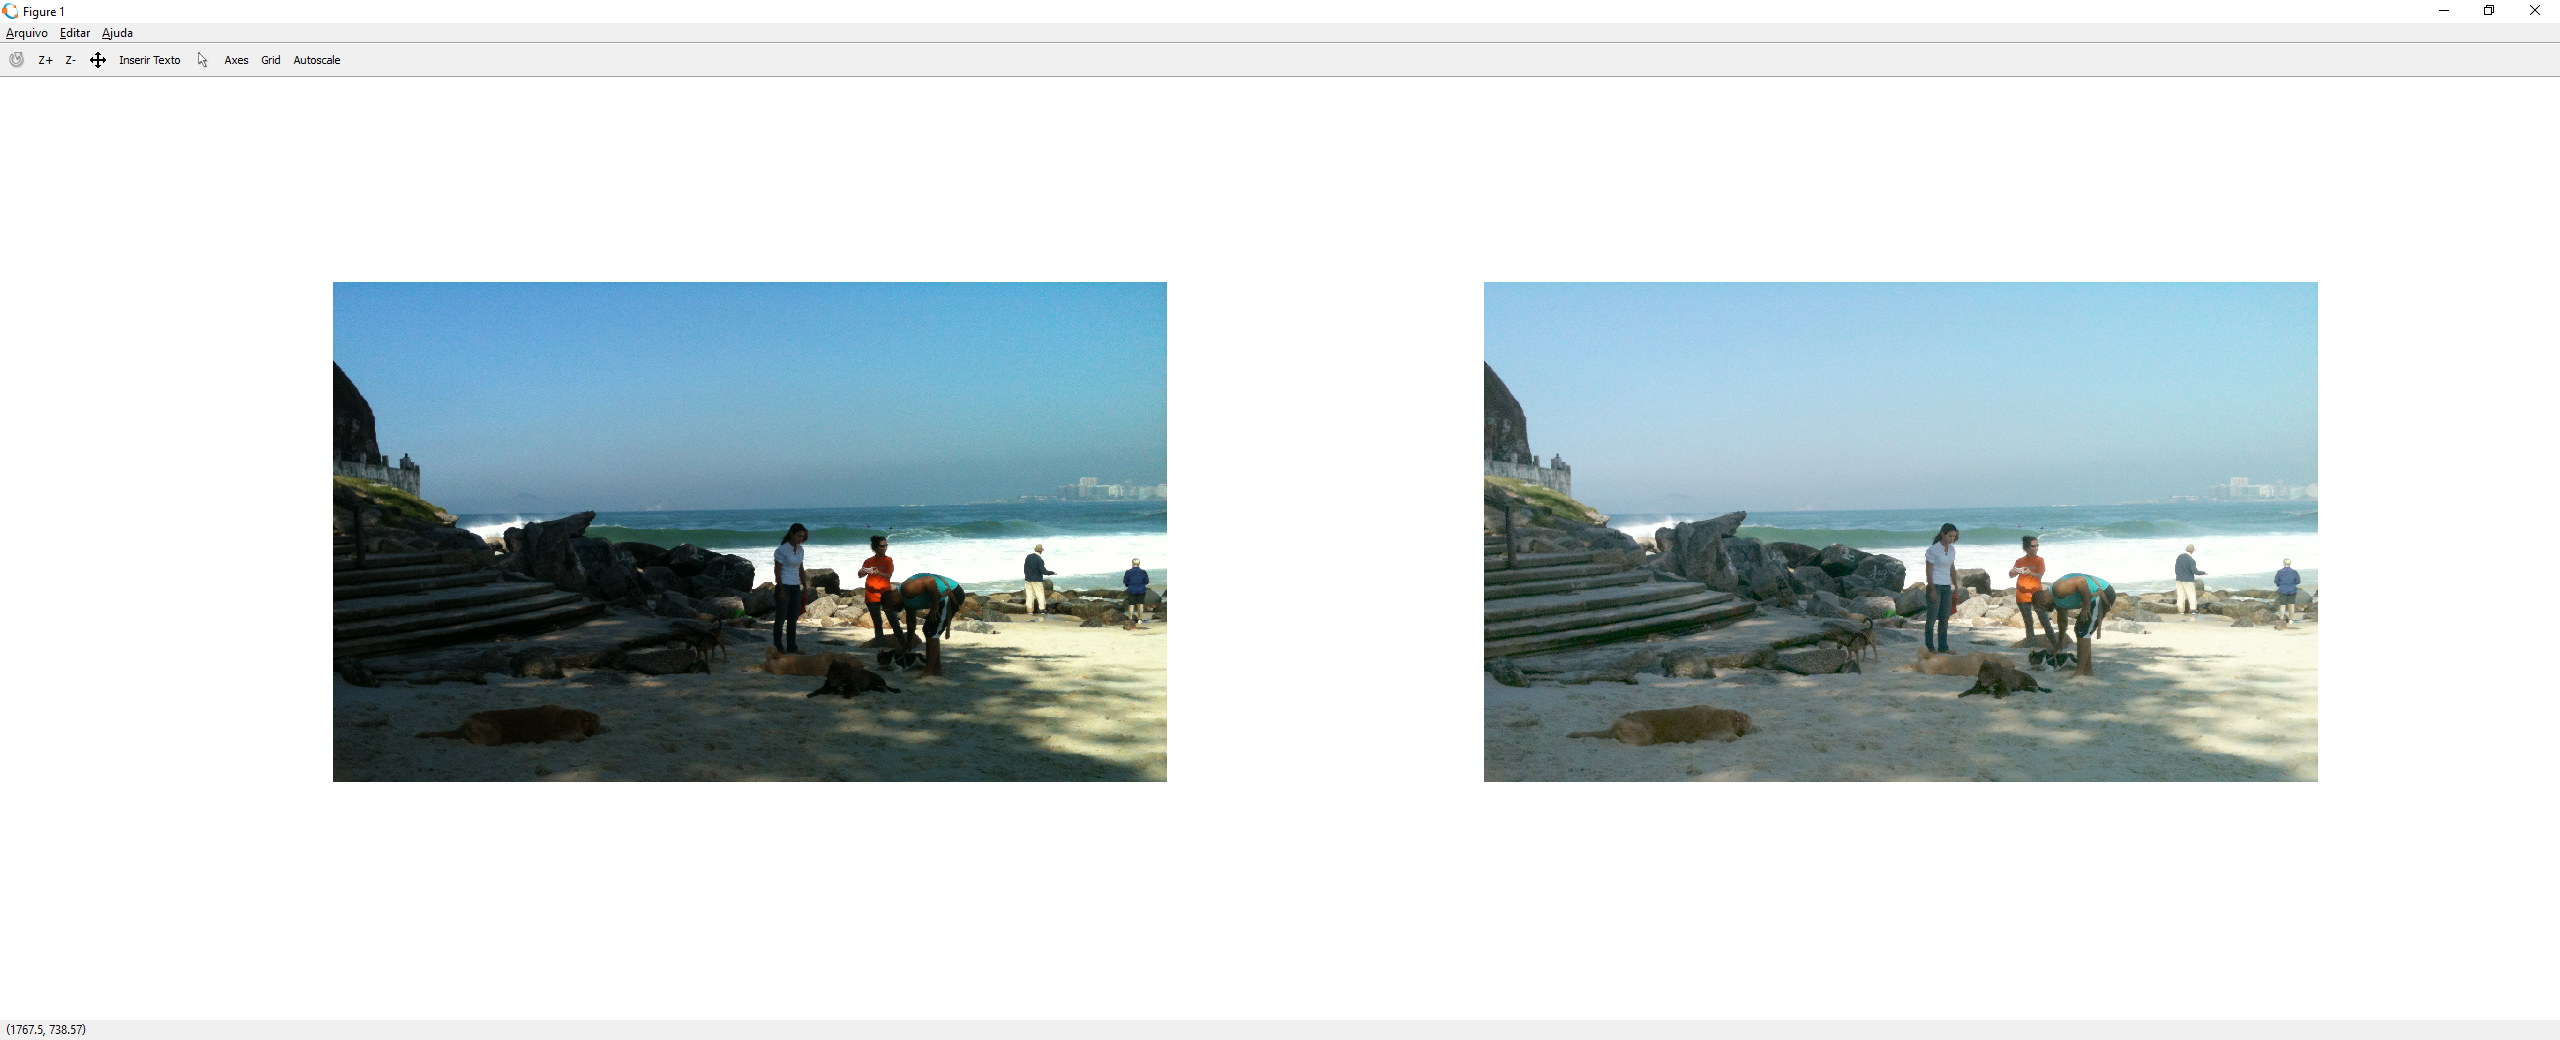 Figure 1
Arquivo Editar Ajuda
Z+ Z- Inserir Texto Axes Grid Autoscale
(1767.5, 738.57)